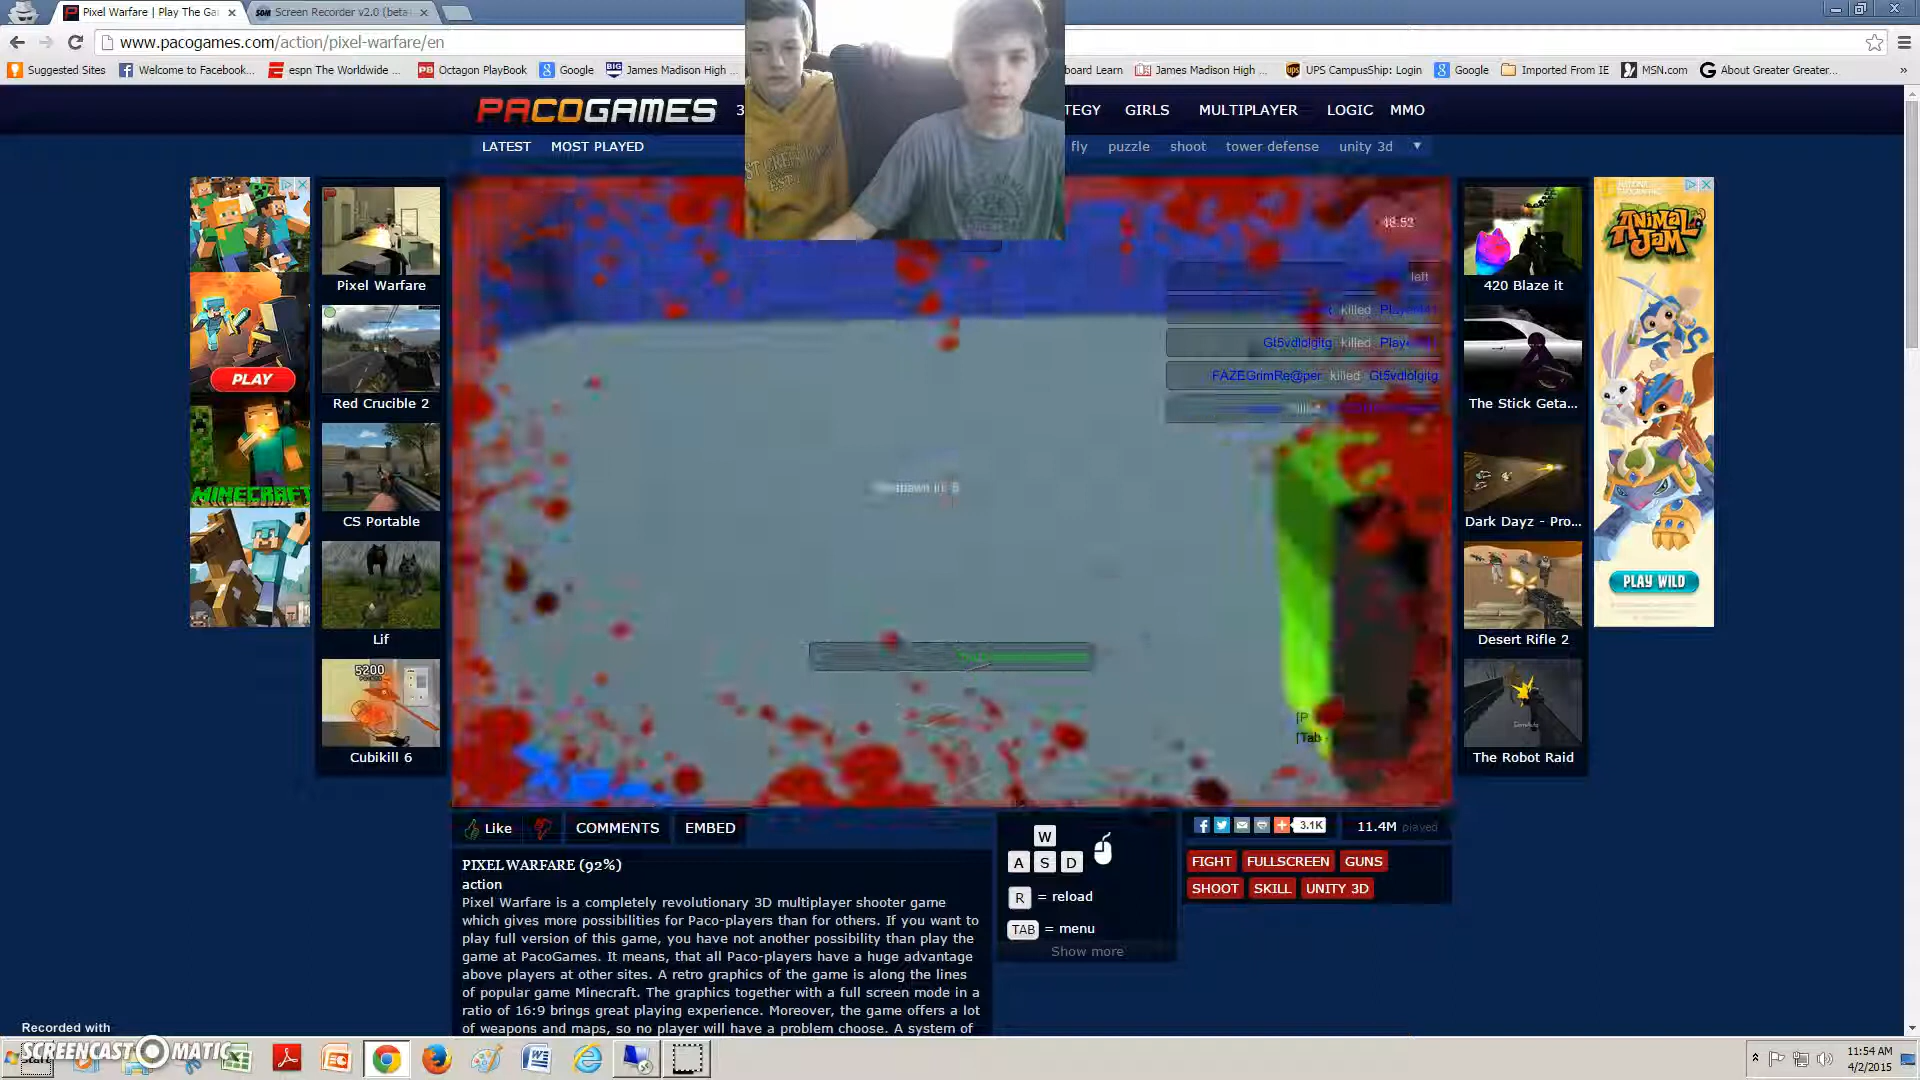 Pixel Warfare | Play The Ga
Screen Recorder v2.0 (beta
www.pacogames.com/action/pixel-warfare/en
Suggested Sites
Welcome to Facebook...
espn The Worldwide ...
Octagon PlayBook
Google
James Madison High ...
board Learn
James Madison High ...
UPS CampusShip: Login
Google
Imported From IE
MSN.com
About Greater Greater...
PACOGAMES
3
TEGY
GIRLS
MULTIPLAYER
LOGIC
MMO
LATEST
MOST PLAYED
fly
puzzle
shoot
tower defense
unity 3d
Pixel Warfare
Red Crucible 2
CS Portable
Lif
5200
Cubikill 6
PLAY
MINECRAFT
left
killed
Gt5vdlolgitg killed
FAZEGrimRe@per killed Gt5vdlolgitg
[P
[Tab
420 Blaze it
The Stick Geta...
Dark Dayz - Pro...
Desert Rifle 2
The Robot Raid
NATIONAL GEOGRAPHIC
ANIMAL JAM
PLAY WILD
Like
COMMENTS
EMBED
PIXEL WARFARE (92%)
action
Pixel Warfare is a completely revolutionary 3D multiplayer shooter game
which gives more possibilities for Paco-players than for others. If you want to
play full version of this game, you have not another possibility than play the
game at PacoGames. It means, that all Paco-players have a huge advantage
above players at other sites. A retro graphics of the game is along the lines
of popular game Minecraft. The graphics together with a full screen mode in a
ratio of 16:9 brings great playing experience. Moreover, the game offers a lot
of weapons and maps, so no player will have a problem choose. A system of
W
A S D
R = reload
TAB = menu
Show more
3.1K
11.4M played
FIGHT
FULLSCREEN
GUNS
SHOOT
SKILL
UNITY 3D
Recorded with
SCREENCAST MATIC
11:54 AM
4/2/2015